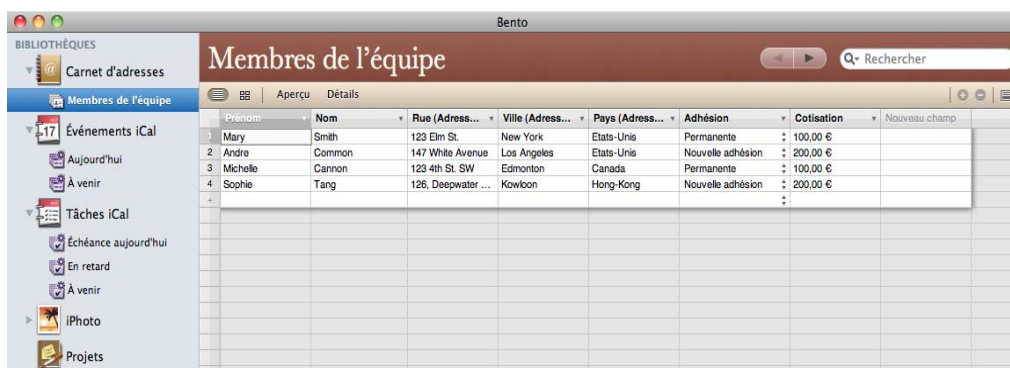 Bento
BIBLIOTHÈQUES
Carnet d'adresses
Membres de l'équipe
Événements iCal
17
Aujourd'hui
À venir
Tâches iCal
Échéance aujourd'hui
En retard
À venir
iPhoto
Projets
Membres de l'équipe
Rechercher
Aperçu Détails
Prénom Nom Rue (Adress... Ville (Adress... Pays (Adress... Adhésion Cotisation Nouveau champ
1 Mary Smith 123 Elm St. New York Etats-Unis Permanente 100,00 €
2 Andre Common 147 White Avenue Los Angeles Etats-Unis Nouvelle adhésion 200,00 €
3 Michelle Cannon 123 4th St. SW Edmonton Canada Permanente 100,00 €
4 Sophie Tang 126, Deepwater ... Kowloon Hong-Kong Nouvelle adhésion 200,00 €
+